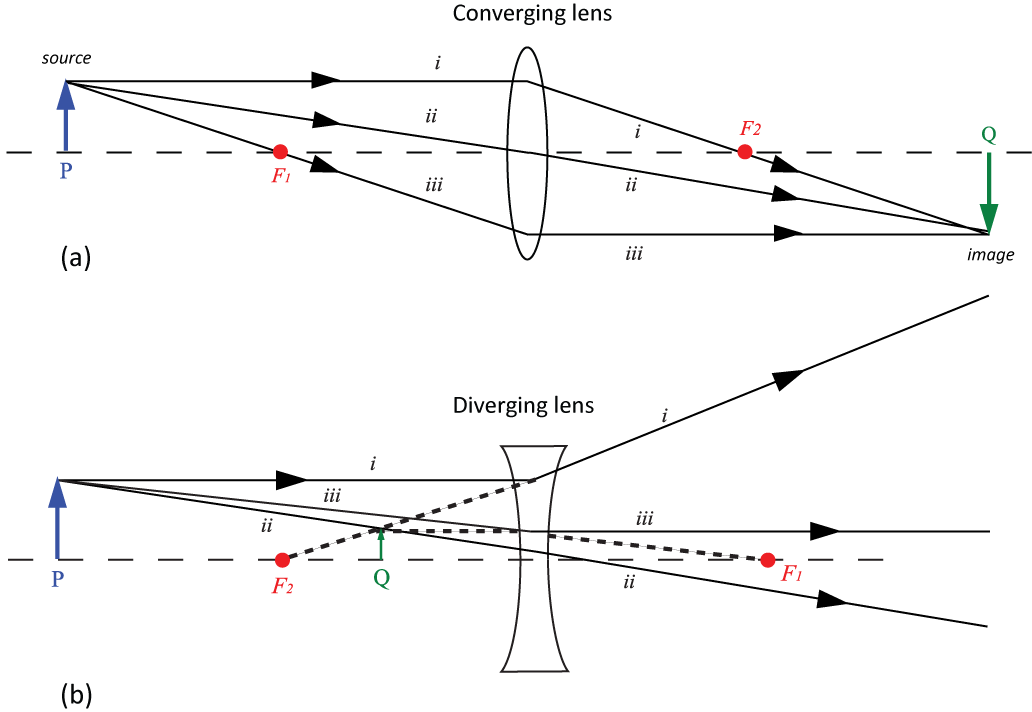 Converging lens
source
i
ii
i
F2
Q
P
F1
iii
ii
iii
image
(a)
Diverging lens
i
i
iii
ii
iii
P
F2
Q
ii
F1
(b)